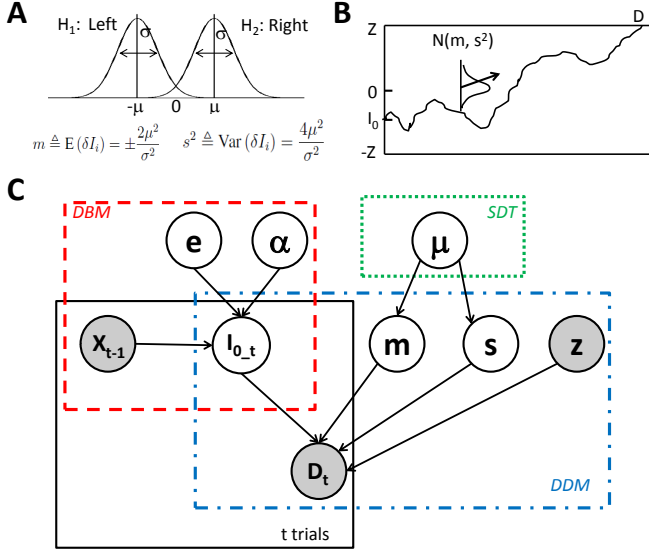 A
H₁: Left
σ
σ
H₂: Right
-μ
0
μ
m ≜ E (δIᵢ) = ± 2μ² / σ²
s² ≜ Var (δIᵢ) = 4μ² / σ²
B
D
Z
N(m, s²)
0
I₀
-Z
C
DBM
e
α
SDT
μ
Xₜ₋₁
I₀_ₜ
m
s
z
Dₜ
DDM
t trials